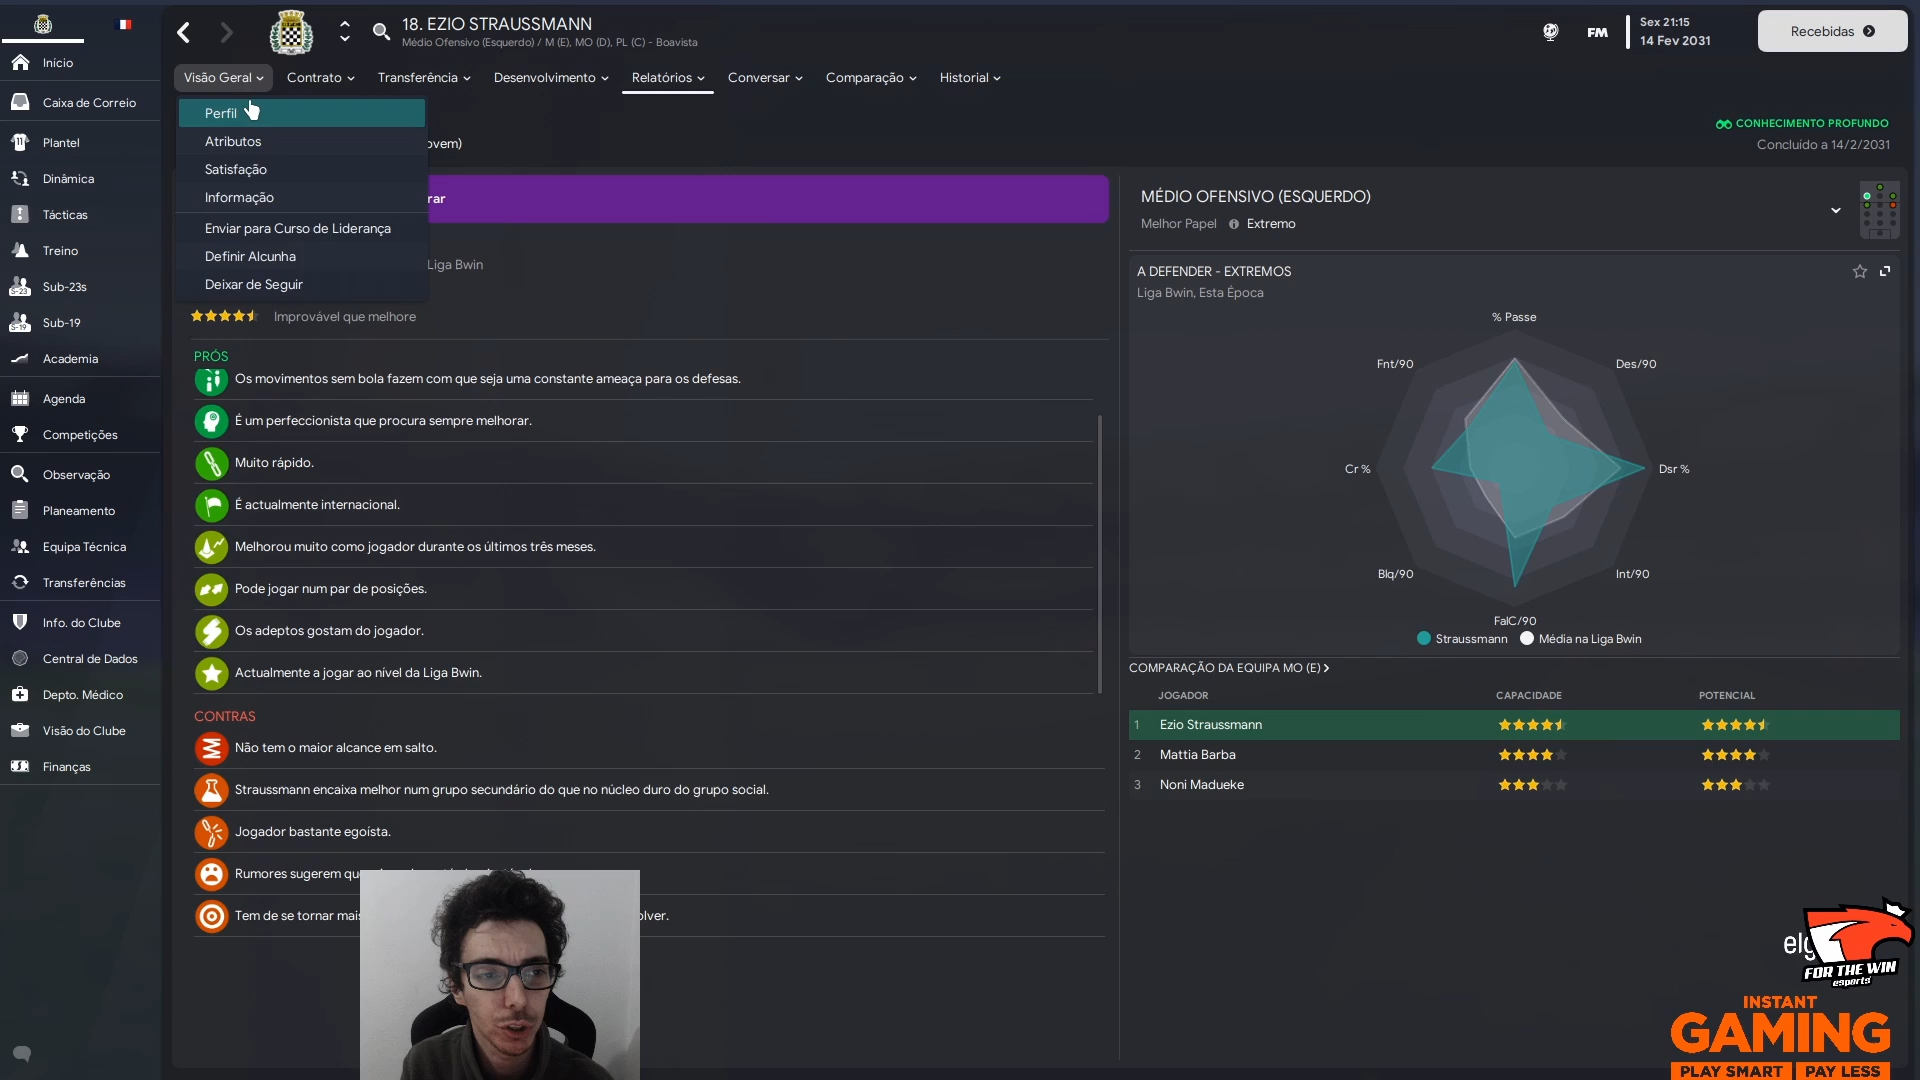 18. EZIO STRAUSSMANN
Médio Ofensivo (Esquerdo) / M (E), MO (D), PL (C) - Boavista
FM
Sex 21:15
14 Fev 2031
Recebidas
Início
Caixa de Correio
Plantel
Dinâmica
Tácticas
Treino
S-23
Sub-23s
S-19
Sub-19
Academia
Agenda
Competições
Observação
Planeamento
Equipa Técnica
Transferências
Info. do Clube
Central de Dados
Depto. Médico
Visão do Clube
Finanças
Visão Geral
Contrato
Transferência
Desenvolvimento
Relatórios
Conversar
Comparação
Historial
Perfil
Atributos
Satisfação
Informação
Enviar para Curso de Liderança
Definir Alcunha
Deixar de Seguir
ovem)
rar
Liga Bwin
Improvável que melhore
PRÓS
Os movimentos sem bola fazem com que seja uma constante ameaça para os defesas.
É um perfeccionista que procura sempre melhorar.
Muito rápido.
É actualmente internacional.
Melhorou muito como jogador durante os últimos três meses.
Pode jogar num par de posições.
Os adeptos gostam do jogador.
Actualmente a jogar ao nível da Liga Bwin.
CONTRAS
Não tem o maior alcance em salto.
Straussmann encaixa melhor num grupo secundário do que no núcleo duro do grupo social.
Jogador bastante egoísta.
Rumores sugerem qu
Tem de se tornar mais
olver.
CONHECIMENTO PROFUNDO
Concluído a 14/2/2031
MÉDIO OFENSIVO (ESQUERDO)
Melhor Papel Extremo
A DEFENDER - EXTREMOS
Liga Bwin, Esta Época
% Passe
Fnt/90
Des/90
Cr %
Dsr %
Blq/90
Int/90
FalC/90
Straussmann
Média na Liga Bwin
COMPARAÇÃO DA EQUIPA MO (E)
JOGADOR CAPACIDADE POTENCIAL
1 Ezio Straussmann
2 Mattia Barba
3 Noni Madueke
elg
FOR THE WIN
esports
INSTANT
GAMING
PLAY SMART PAY LESS